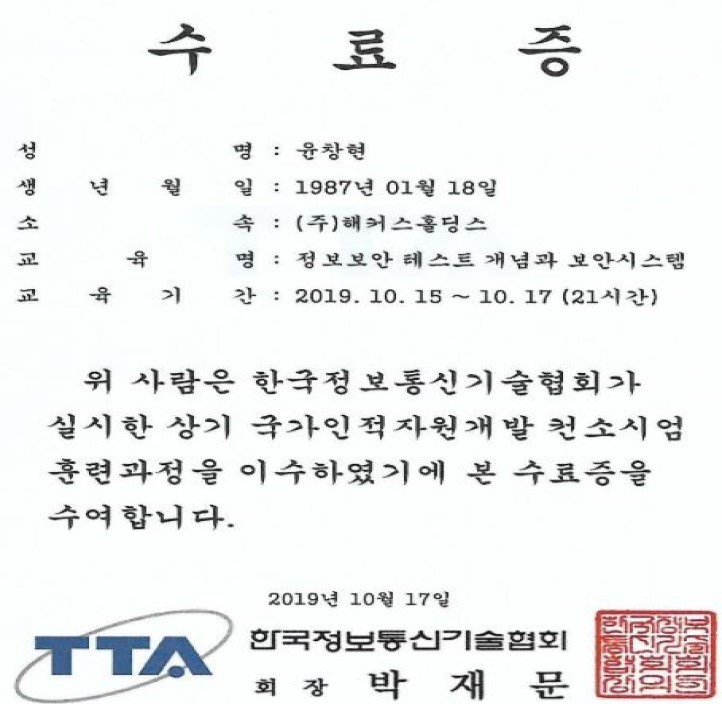 수 료 증
성 명 : 윤창현
생 년 월 일 : 1987년 01월 18일
소 속 : (주)해커스홀딩스
교 육 명 : 정보보안 테스트 개념과 보안시스템
교 육 기 간 : 2019. 10. 15 ~ 10. 17 (21시간)
위 사람은 한국정보통신기술협회가
실시한 상기 국가인적자원개발 컨소시엄
훈련과정을 이수하였기에 본 수료증을
수여합니다.
2019년 10월 17일
TTA 한국정보통신기술협회
회 장 박 재 문